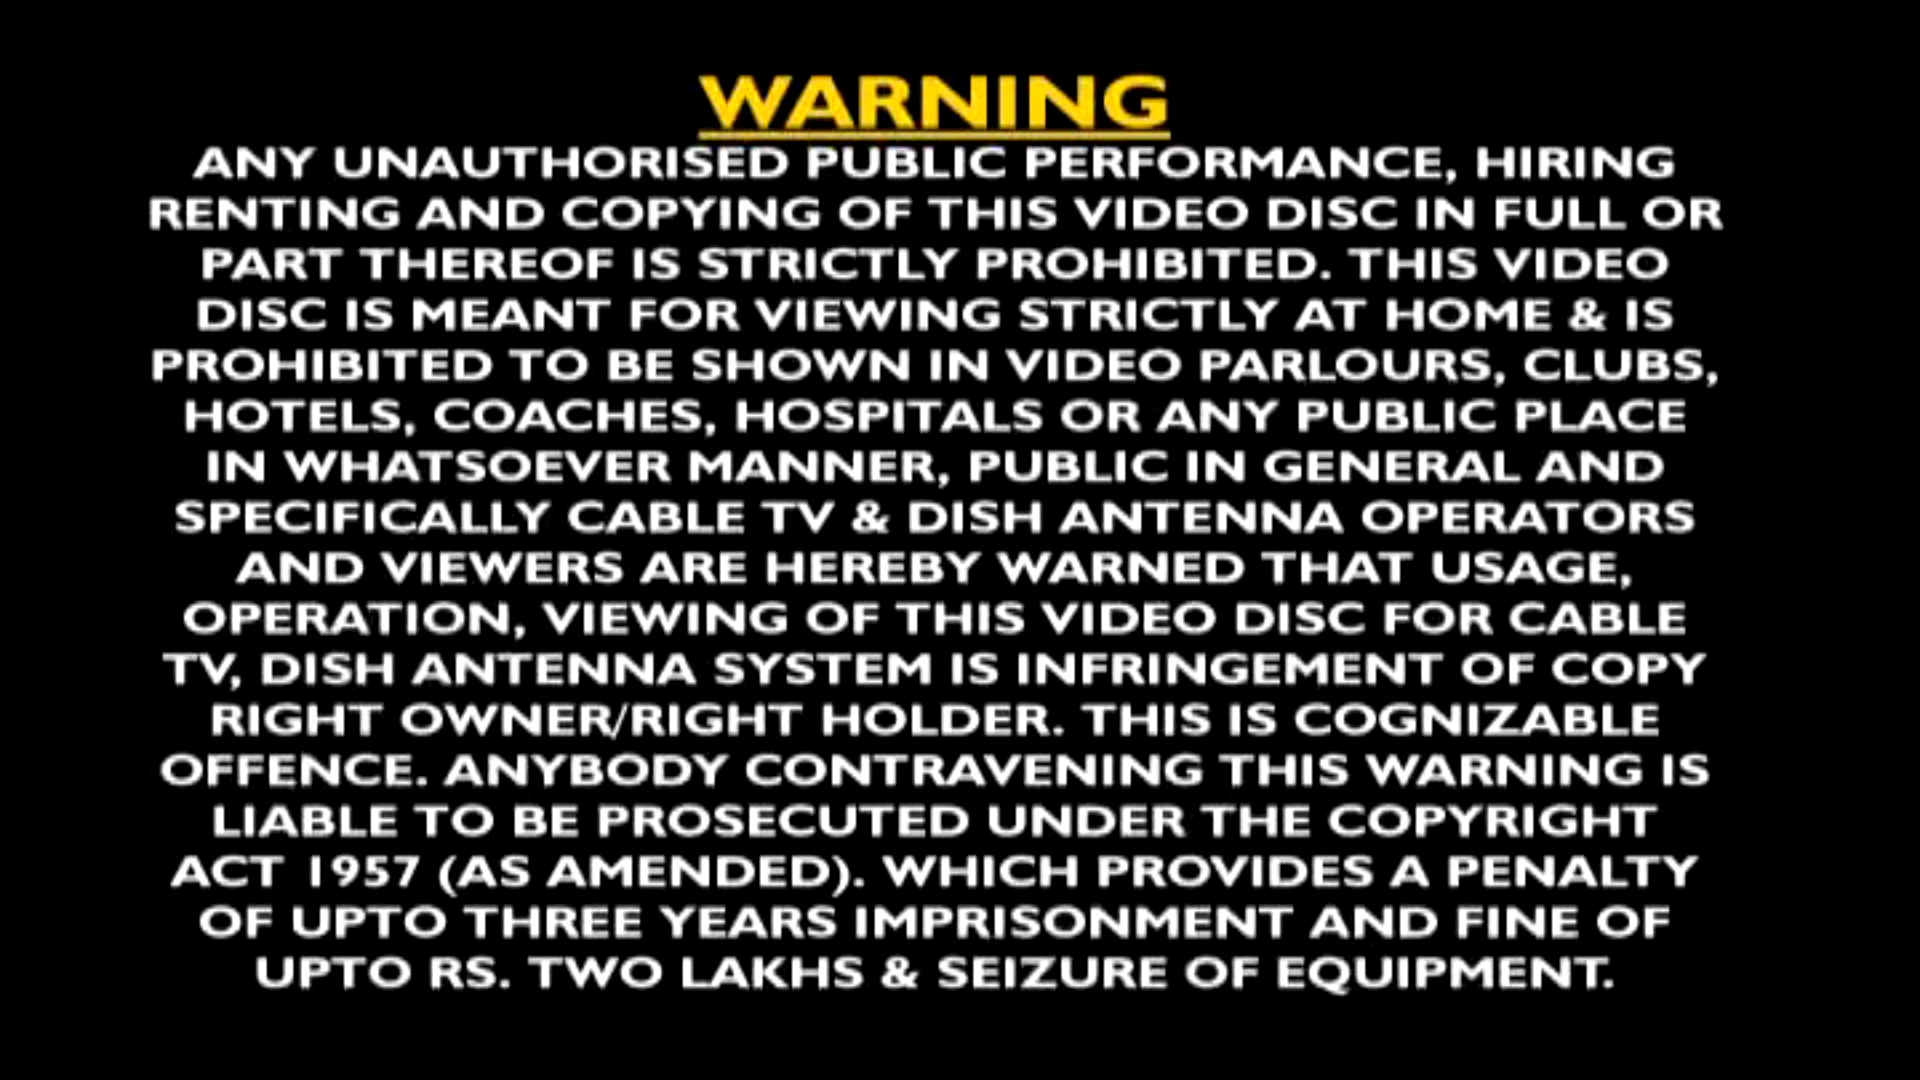 WARNING
ANY UNAUTHORISED PUBLIC PERFORMANCE, HIRING
RENTING AND COPYING OF THIS VIDEO DISC IN FULL OR
PART THEREOF IS STRICTLY PROHIBITED. THIS VIDEO
DISC IS MEANT FOR VIEWING STRICTLY AT HOME & IS
PROHIBITED TO BE SHOWN IN VIDEO PARLOURS, CLUBS,
HOTELS, COACHES, HOSPITALS OR ANY PUBLIC PLACE
IN WHATSOEVER MANNER, PUBLIC IN GENERAL AND
SPECIFICALLY CABLE TV & DISH ANTENNA OPERATORS
AND VIEWERS ARE HEREBY WARNED THAT USAGE,
OPERATION, VIEWING OF THIS VIDEO DISC FOR CABLE
TV, DISH ANTENNA SYSTEM IS INFRINGEMENT OF COPY
RIGHT OWNER/RIGHT HOLDER. THIS IS COGNIZABLE
OFFENCE. ANYBODY CONTRAVENING THIS WARNING IS
LIABLE TO BE PROSECUTED UNDER THE COPYRIGHT
ACT 1957 (AS AMENDED). WHICH PROVIDES A PENALTY
OF UPTO THREE YEARS IMPRISONMENT AND FINE OF
UPTO RS. TWO LAKHS & SEIZURE OF EQUIPMENT.